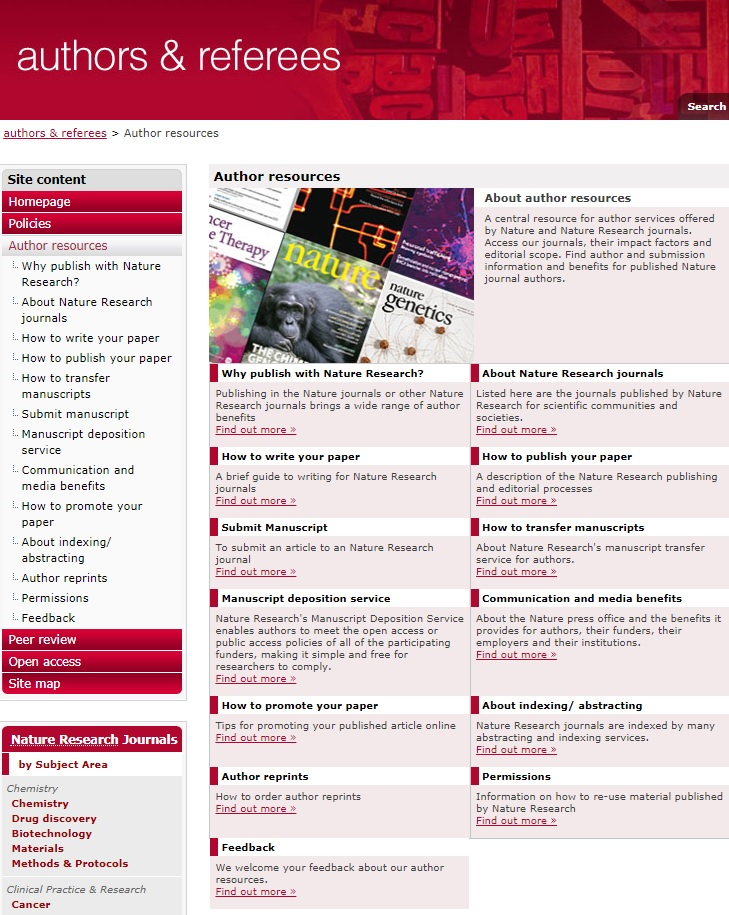 authors & referees
Search
authors & referees > Author resources
Site content
Homepage
Policies
Author resources
Why publish with Nature
Research?
About Nature Research
journals
How to write your paper
How to publish your paper
How to transfer
manuscripts
Submit manuscript
Manuscript deposition
service
Communication and
media benefits
How to promote your
paper
About indexing/
abstracting
Author reprints
Permissions
Feedback
Peer review
Open access
Site map
Nature Research Journals
by Subject Area
Chemistry
Chemistry
Drug discovery
Biotechnology
Materials
Methods & Protocols
Clinical Practice & Research
Cancer
Author resources
Therapy
nature
nature
genetics
THE
About author resources
A central resource for author services offered
by Nature and Nature Research journals.
Access our journals, their impact factors and
editorial scope. Find author and submission
information and benefits for published Nature
journal authors.
Why publish with Nature Research?
Publishing in the Nature journals or other Nature
Research journals brings a wide range of author
benefits
Find out more »
About Nature Research journals
Listed here are the journals published by Nature
Research for scientific communities and
societies.
Find out more »
How to write your paper
A brief guide to writing for Nature Research
journals
Find out more »
How to publish your paper
A description of the Nature Research publishing
and editorial processes
Find out more »
Submit Manuscript
To submit an article to an Nature Research
journal
Find out more »
How to transfer manuscripts
About Nature Research's manuscript transfer
service for authors.
Find out more »
Manuscript deposition service
Nature Research's Manuscript Deposition Service
enables authors to meet the open access or
public access policies of all of the participating
funders, making it simple and free for
researchers to comply.
Find out more »
Communication and media benefits
About the Nature press office and the benefits it
provides for authors, their funders, their
employers and their institutions.
Find out more »
How to promote your paper
Tips for promoting your published article online
Find out more »
About indexing/ abstracting
Nature Research journals are indexed by many
abstracting and indexing services.
Find out more »
Author reprints
How to order author reprints
Find out more »
Permissions
Information on how to re-use material published
by Nature Research
Find out more »
Feedback
We welcome your feedback about our author
resources.
Find out more »